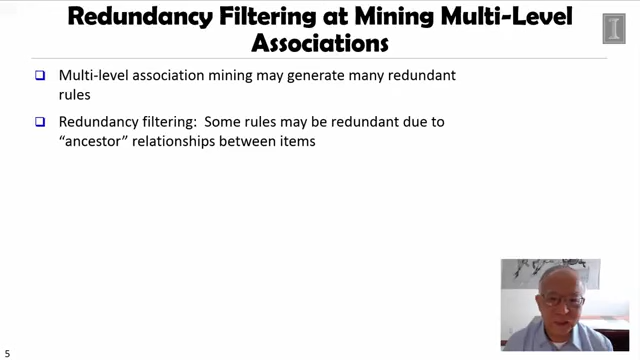 Redundancy Filtering at Mining Multi-Level
Associations
Multi-level association mining may generate many redundant
rules
Redundancy filtering: Some rules may be redundant due to
“ancestor” relationships between items
I
5